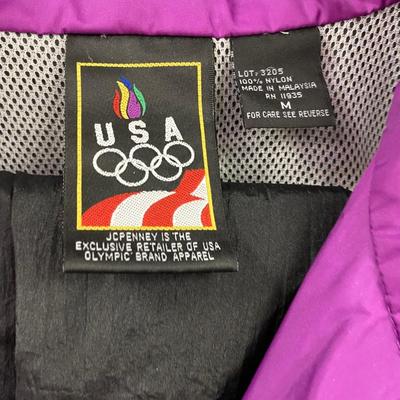 USA
JCPENNEY IS THE
EXCLUSIVE RETAILER OF USA
OLYMPIC BRAND APPAREL
LOT: 3205
100% NYLON
MADE IN MALAYSIA
RN 11935
M
FOR CARE SEE REVERSE